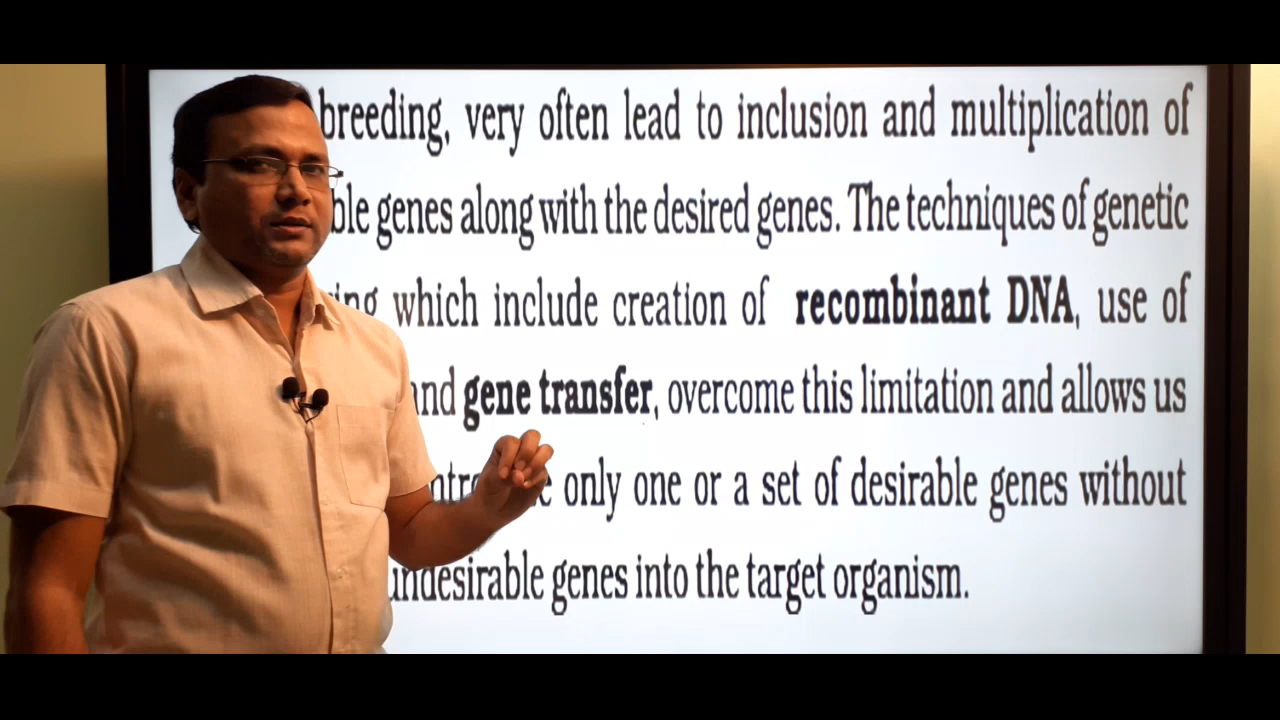 breeding, very often lead to inclusion and multiplication of
genes along with the desired genes. The techniques of genetic
which include creation of recombinant DNA, use of
gene transfer, overcome this limitation and allows us
only one or a set of desirable genes without
undesirable genes into the target organism.